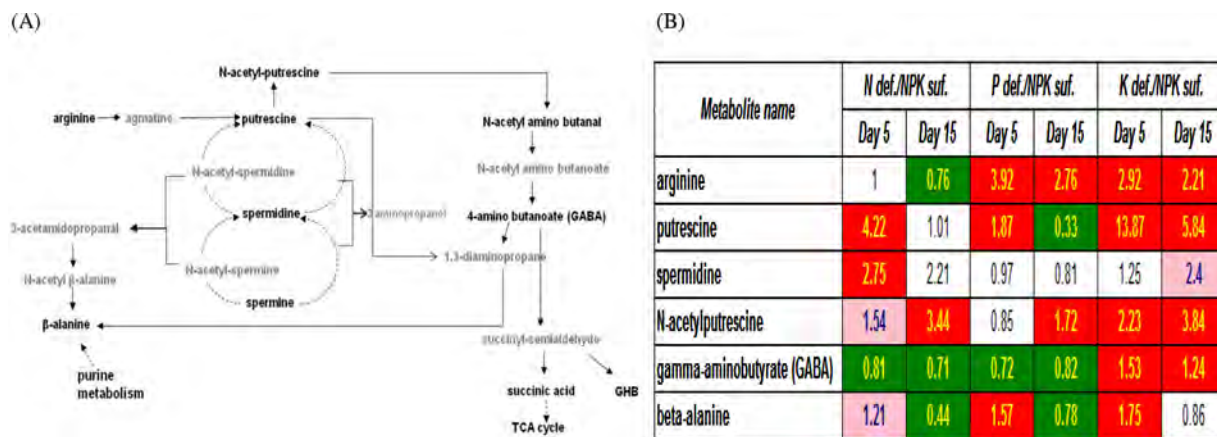 (A)
N-acetyl-putrescine
arginine
agmatine
putrescine
N-acetyl amino butanal
N-acetyl-spermidine
N-acetyl amino butanoate
spermidine
3 aminopropanol
4-amino butanoate (GABA)
3-acetamidopropanal
1,3-diaminopropane
N-acetyl-spermine
N-acetyl β-alanine
spermine
β-alanine
succinyl-semialdehyde
purine
metabolism
succinic acid
GHB
TCA cycle
(B)
Metabolite name N def./NPK suf. P def./NPK suf. K def./NPK suf.
Day 5 Day 15 Day 5 Day 15 Day 5 Day 15
arginine 1 0.76 3.92 2.76 2.92 2.21
putrescine 4.22 1.01 1.87 0.33 13.87 5.84
spermidine 2.75 2.21 0.97 0.81 1.25 2.4
N-acetylputrescine 1.54 3.44 0.85 1.72 2.23 3.84
gamma-aminobutyrate (GABA) 0.81 0.71 0.72 0.82 1.53 1.24
beta-alanine 1.21 0.44 1.57 0.78 1.75 0.86